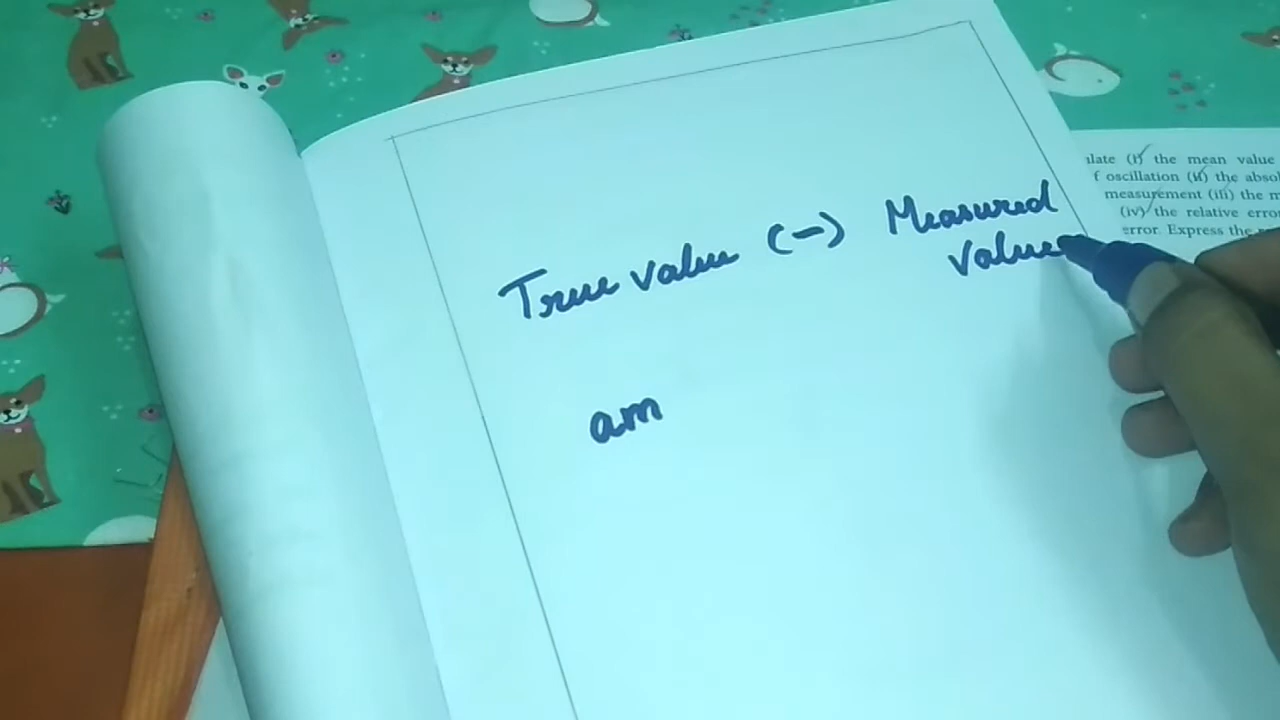 True value (-) Measured
value
am
ulate (i) the mean value
f oscillation (ii) the absol
measurement (iii) the m
(iv) the relative erro
error. Express the